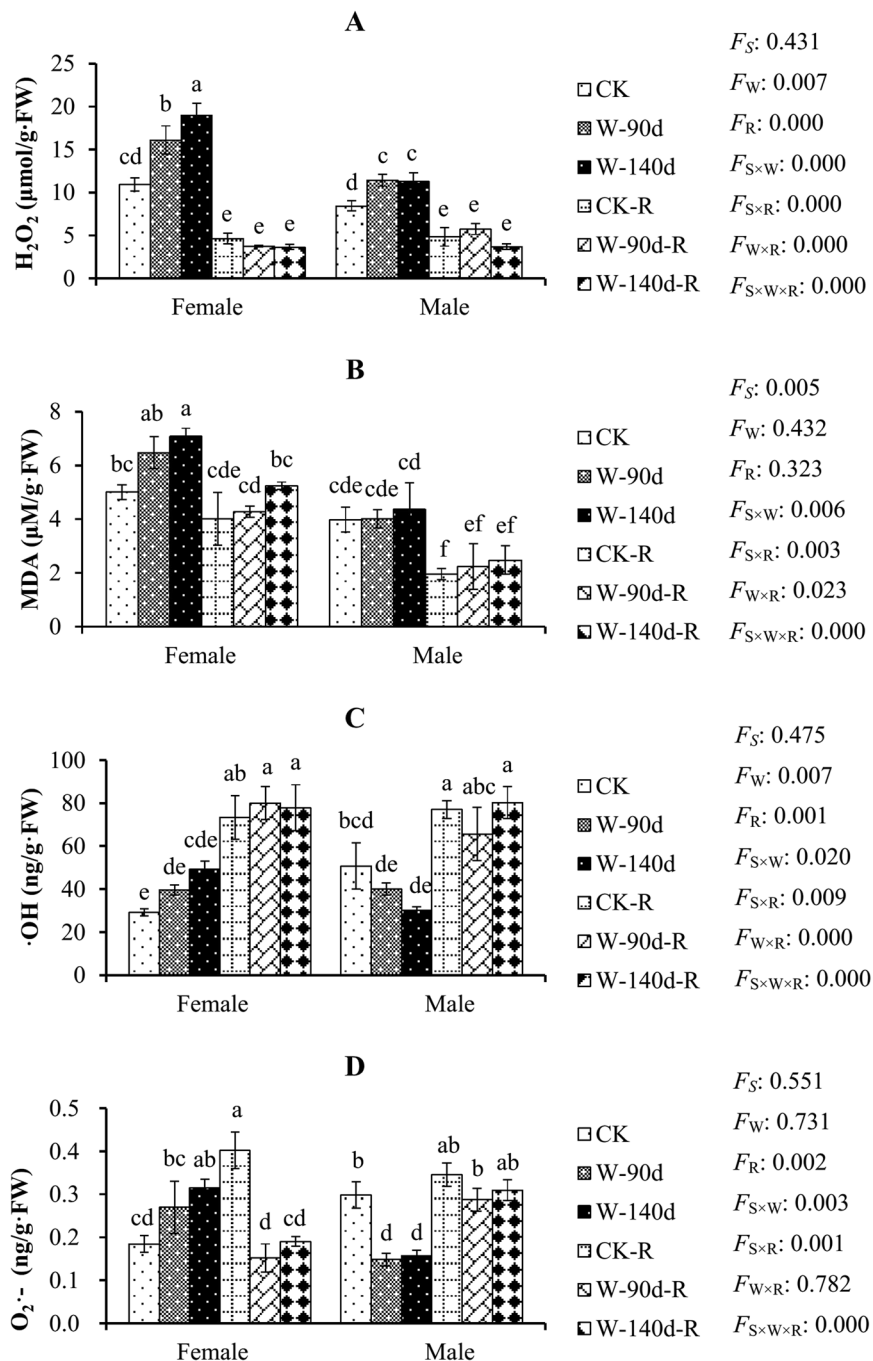 A
H₂O₂ (μmol/g·FW)
25
20
15
10
5
0
cd
b
a
e
e
e
d
c
c
e
e
e
Female
Male
CK
W-90d
W-140d
CK-R
W-90d-R
W-140d-R
F_S: 0.431
F_W: 0.007
F_R: 0.000
F_S×W: 0.000
F_S×R: 0.000
F_W×R: 0.000
F_S×W×R: 0.000
B
MDA (μM/g·FW)
8
6
4
2
0
bc
ab
a
cde
cd
bc
cde
cde
cd
f
ef
ef
Female
Male
CK
W-90d
W-140d
CK-R
W-90d-R
W-140d-R
F_S: 0.005
F_W: 0.432
F_R: 0.323
F_S×W: 0.006
F_S×R: 0.003
F_W×R: 0.023
F_S×W×R: 0.000
C
·OH (ng/g·FW)
100
80
60
40
20
0
e
de
cde
ab
a
a
bcd
de
de
a
abc
a
Female
Male
CK
W-90d
W-140d
CK-R
W-90d-R
W-140d-R
F_S: 0.475
F_W: 0.007
F_R: 0.001
F_S×W: 0.020
F_S×R: 0.009
F_W×R: 0.000
F_S×W×R: 0.000
D
O₂·- (ng/g·FW)
0.5
0.4
0.3
0.2
0.1
0.0
cd
bc
ab
a
d
cd
b
d
d
ab
b
ab
Female
Male
CK
W-90d
W-140d
CK-R
W-90d-R
W-140d-R
F_S: 0.551
F_W: 0.731
F_R: 0.002
F_S×W: 0.003
F_S×R: 0.001
F_W×R: 0.782
F_S×W×R: 0.000